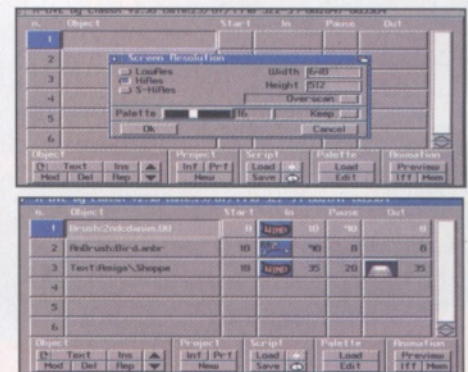 n. Object Start In Pause Out
1
Screen Resolution
2 LowRes Width 640
HiRes Height 512
3 S-HiRes
4 Overscan
Palette 16 Keep
5
Ok Cancel
6
Object Project Script Palette Animation
Text Ins Inf Prf Load Load Preview
Mod Del Rep New Save Edit Iff Mem
n. Object Start In Pause Out
1 Brush:2ndcdanim.00 0 WIND 10 90 0
2 AnBrush:Bird.anbr 10 90 0 0
3 Text:Amiga\Shoppe 10 WIND 35 20 35
4
5
6
Object Project Script Palette Animation
Text Ins Inf Prf Load Load Preview
Mod Del Rep New Save Edit Iff Mem